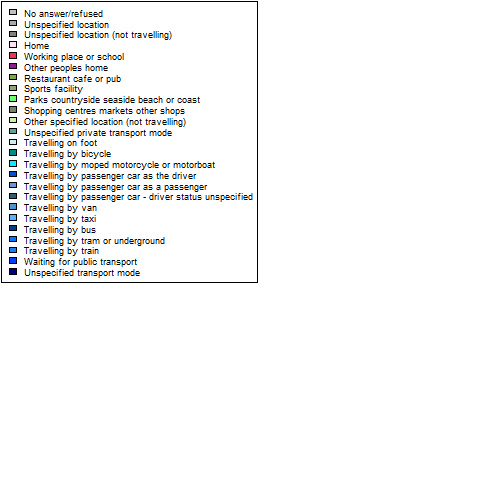 No answer/refused
Unspecified location
Unspecified location (not travelling)
Home
Working place or school
Other peoples home
Restaurant cafe or pub
Sports facility
Parks countryside seaside beach or coast
Shopping centres markets other shops
Other specified location (not travelling)
Unspecified private transport mode
Travelling on foot
Travelling by bicycle
Travelling by moped motorcycle or motorboat
Travelling by passenger car as the driver
Travelling by passenger car as a passenger
Travelling by passenger car - driver status unspecified
Travelling by van
Travelling by taxi
Travelling by bus
Travelling by tram or underground
Travelling by train
Waiting for public transport
Unspecified transport mode